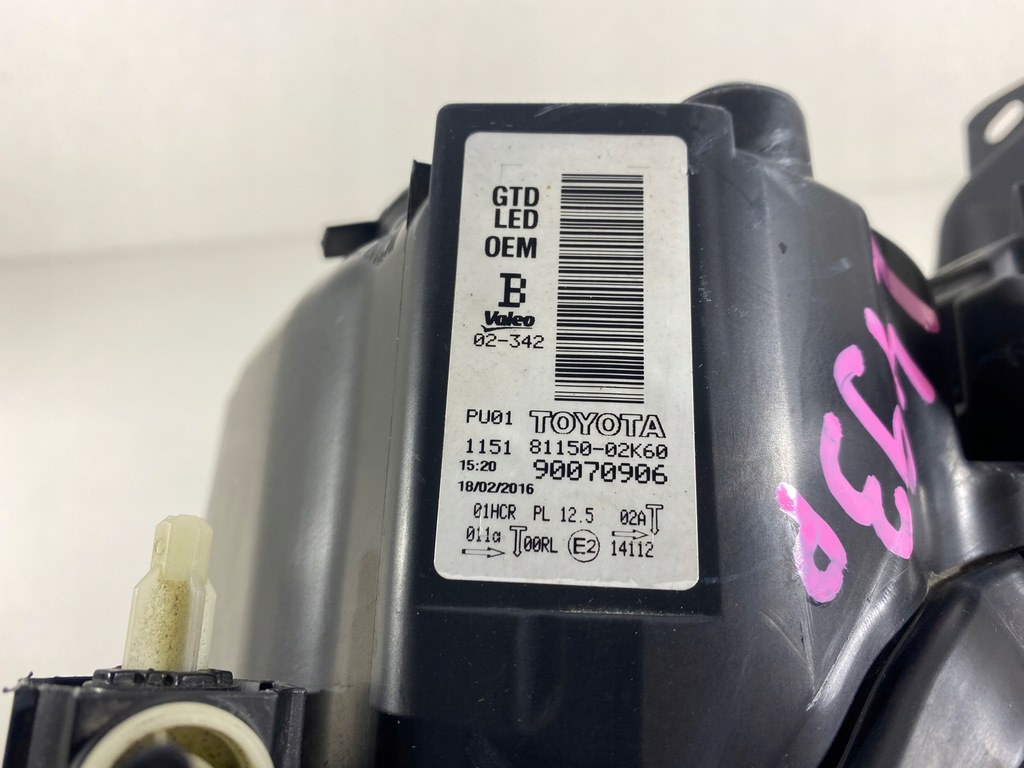 GTD
LED
OEM
B
Valeo
02-342
PU01 TOYOTA
1151 81150-02K60
15:20 90070906
18/02/2016
01HCR PL 12.5 02A
011a 00RL E2 14112
1433P